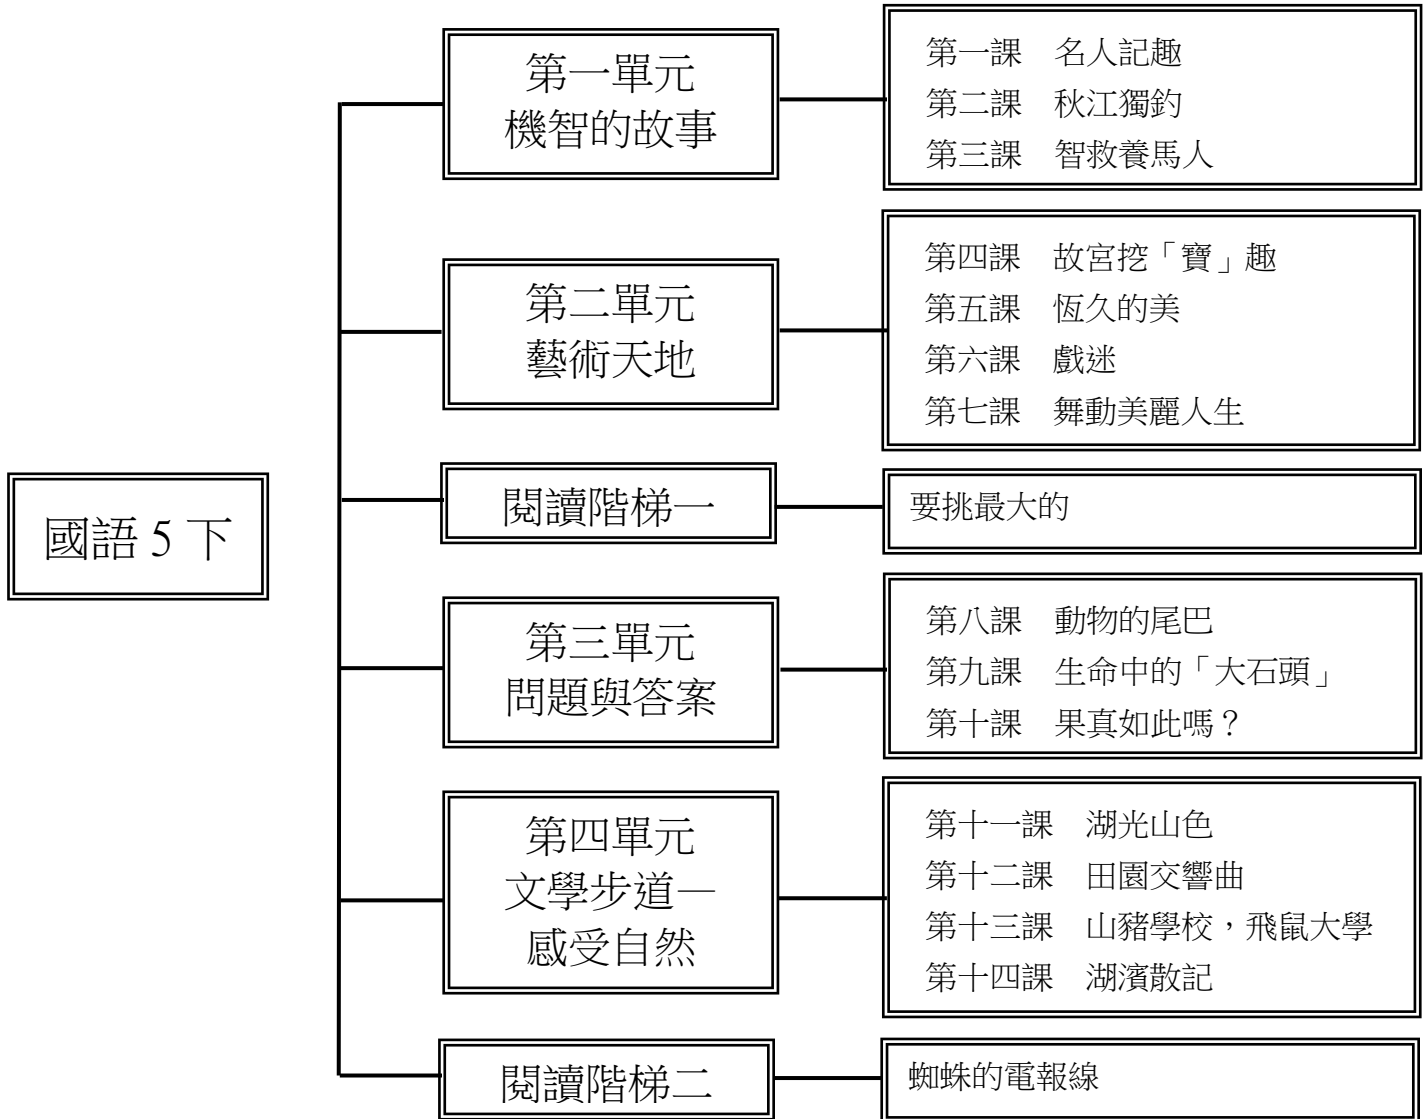 國語 5 下
第一單元
機智的故事
第一課　名人記趣
第二課　秋江獨釣
第三課　智救養馬人
第二單元
藝術天地
第四課　故宮挖「寶」趣
第五課　恆久的美
第六課　戲迷
第七課　舞動美麗人生
閱讀階梯一
要挑最大的
第三單元
問題與答案
第八課　動物的尾巴
第九課　生命中的「大石頭」
第十課　果真如此嗎？
第四單元
文學步道—
感受自然
第十一課　湖光山色
第十二課　田園交響曲
第十三課　山豬學校，飛鼠大學
第十四課　湖濱散記
閱讀階梯二
蜘蛛的電報線